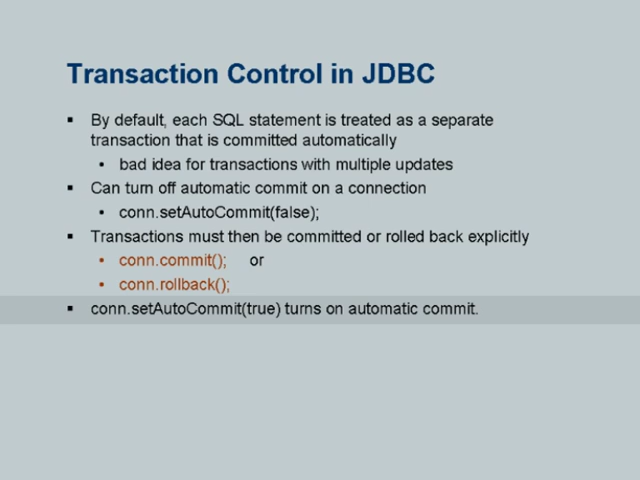 Transaction Control in JDBC
▪ By default, each SQL statement is treated as a separate
transaction that is committed automatically
• bad idea for transactions with multiple updates
▪ Can turn off automatic commit on a connection
• conn.setAutoCommit(false);
▪ Transactions must then be committed or rolled back explicitly
• conn.commit(); or
• conn.rollback();
▪ conn.setAutoCommit(true) turns on automatic commit.